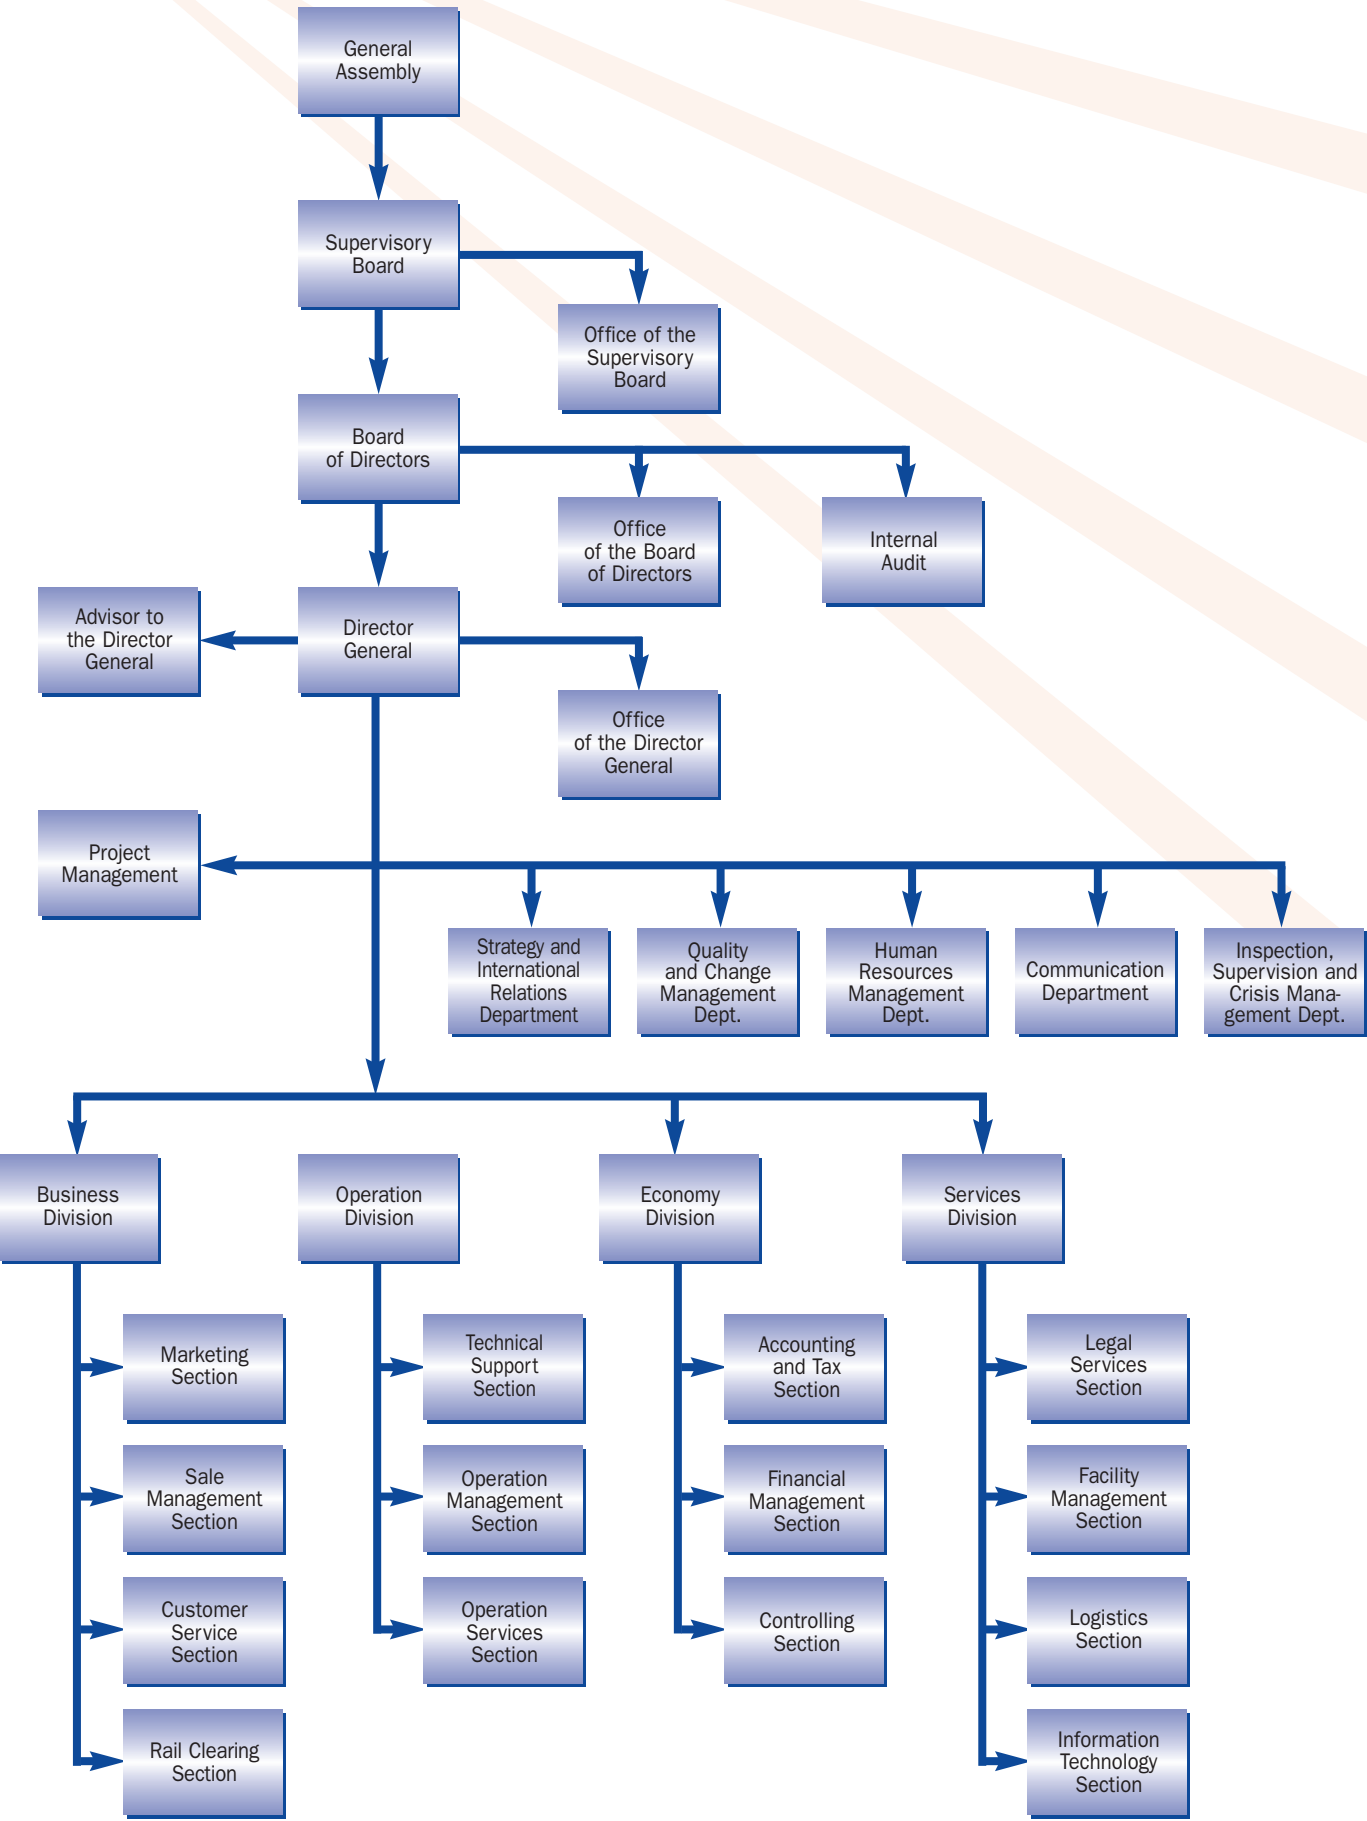 General
Assembly
Supervisory
Board
Office of the
Supervisory
Board
Board
of Directors
Office
of the Board
of Directors
Internal
Audit
Advisor to
the Director
General
Director
General
Office
of the Director
General
Project
Management
Strategy and
International
Relations
Department
Quality
and Change
Management
Dept.
Human
Resources
Management
Dept.
Communication
Department
Inspection,
Supervision and
Crisis Mana-
gement Dept.
Business
Division
Operation
Division
Economy
Division
Services
Division
Marketing
Section
Technical
Support
Section
Accounting
and Tax
Section
Legal
Services
Section
Sale
Management
Section
Operation
Management
Section
Financial
Management
Section
Facility
Management
Section
Customer
Service
Section
Operation
Services
Section
Controlling
Section
Logistics
Section
Rail Clearing
Section
Information
Technology
Section